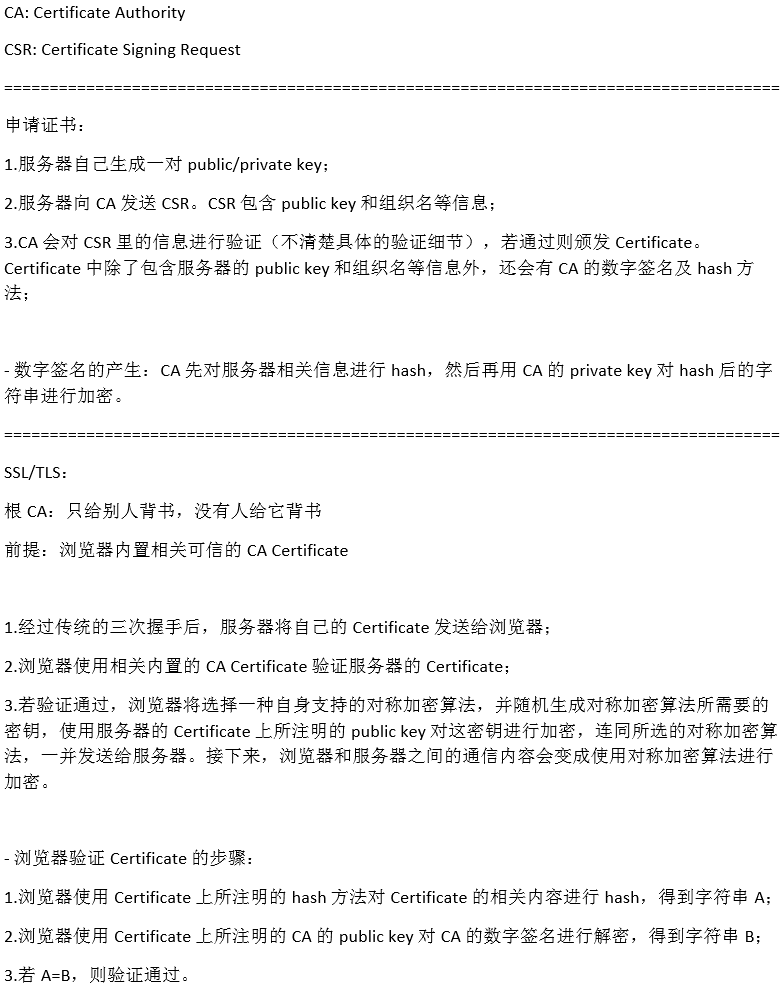 CA: Certificate Authority
CSR: Certificate Signing Request
=====================================================================================
申请证书：
1.服务器自己生成一对 public/private key；
2.服务器向 CA 发送 CSR。CSR 包含 public key 和组织名等信息；
3.CA 会对 CSR 里的信息进行验证（不清楚具体的验证细节），若通过则颁发 Certificate。
Certificate 中除了包含服务器的 public key 和组织名等信息外，还会有 CA 的数字签名及 hash 方
法；
- 数字签名的产生：CA 先对服务器相关信息进行 hash，然后再用 CA 的 private key 对 hash 后的字
符串进行加密。
=====================================================================================
SSL/TLS：
根 CA：只给别人背书，没有人给它背书
前提：浏览器内置相关可信的 CA Certificate
1.经过传统的三次握手后，服务器将自己的 Certificate 发送给浏览器；
2.浏览器使用相关内置的 CA Certificate 验证服务器的 Certificate；
3.若验证通过，浏览器将选择一种自身支持的对称加密算法，并随机生成对称加密算法所需要的
密钥，使用服务器的 Certificate 上所注明的 public key 对这密钥进行加密，连同所选的对称加密算
法，一并发送给服务器。接下来，浏览器和服务器之间的通信内容会变成使用对称加密算法进行
加密。
- 浏览器验证 Certificate 的步骤：
1.浏览器使用 Certificate 上所注明的 hash 方法对 Certificate 的相关内容进行 hash，得到字符串 A；
2.浏览器使用 Certificate 上所注明的 CA 的 public key 对 CA 的数字签名进行解密，得到字符串 B；
3.若 A=B，则验证通过。